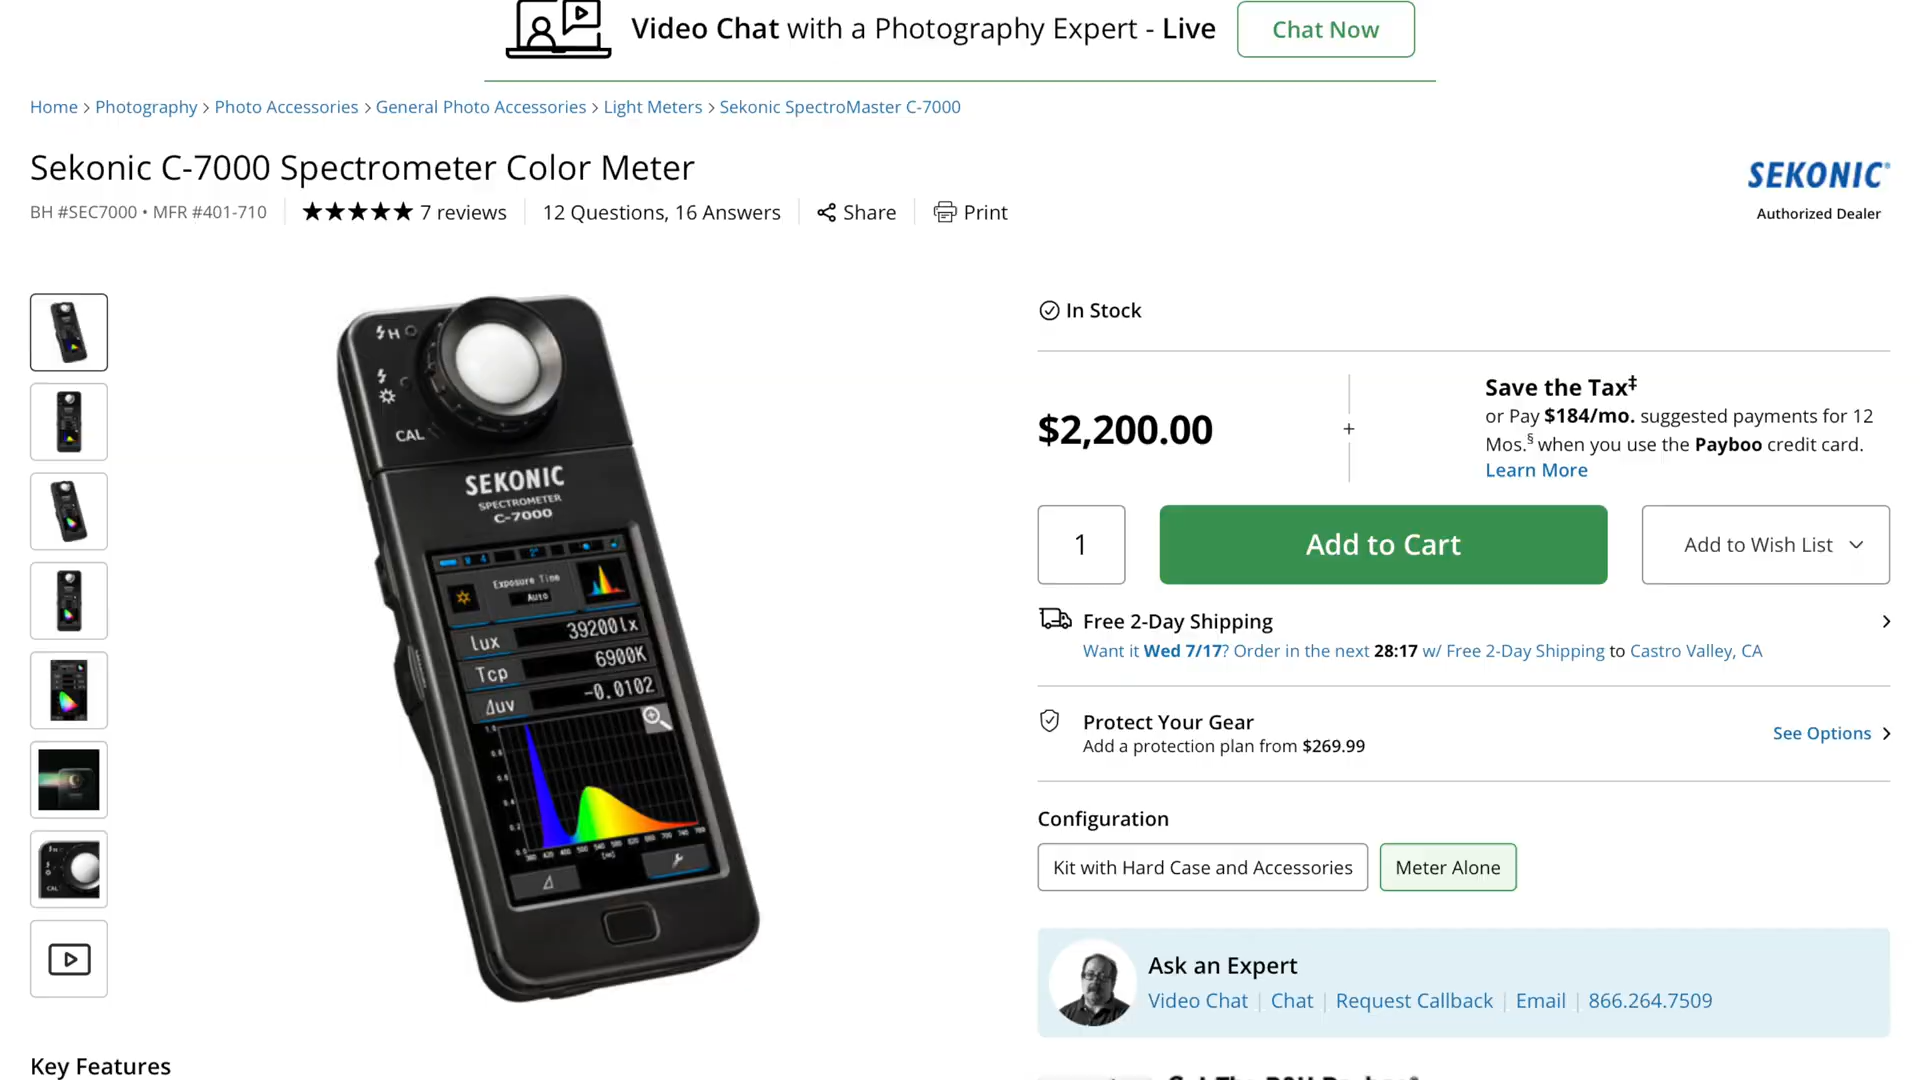 Video Chat with a Photography Expert - Live
Chat Now
Home > Photography > Photo Accessories > General Photo Accessories > Light Meters > Sekonic SpectroMaster C-7000
Sekonic C-7000 Spectrometer Color Meter
BH #SEC7000 • MFR #401-710
7 reviews
12 Questions, 16 Answers
Share
Print
SEKONIC®
Authorized Dealer
H
CAL
SEKONIC
SPECTROMETER
C-7000
2°
Exposure Time
Auto
lux 39200lx
Tcp 6900K
Δuv -0.0102
[nm]
In Stock
$2,200.00
+
Save the Tax‡
or Pay $184/mo. suggested payments for 12
Mos.§ when you use the Payboo credit card.
Learn More
1
Add to Cart
Add to Wish List
Free 2-Day Shipping
Want it Wed 7/17? Order in the next 28:17 w/ Free 2-Day Shipping to Castro Valley, CA
Protect Your Gear
Add a protection plan from $269.99
See Options
Configuration
Kit with Hard Case and Accessories
Meter Alone
Ask an Expert
Video Chat | Chat | Request Callback | Email | 866.264.7509
Key Features